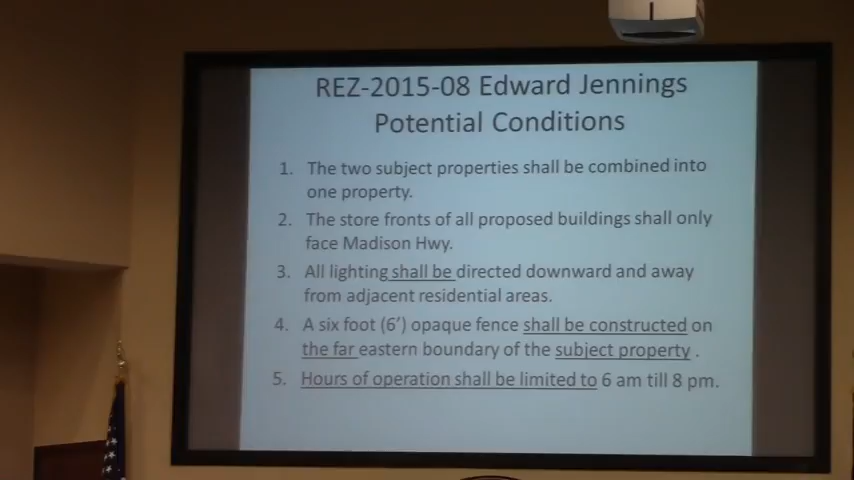 REZ-2015-08 Edward Jennings
Potential Conditions
1. The two subject properties shall be combined into
one property.
2. The store fronts of all proposed buildings shall only
face Madison Hwy.
3. All lighting shall be directed downward and away
from adjacent residential areas.
4. A six foot (6’) opaque fence shall be constructed on
the far eastern boundary of the subject property .
5. Hours of operation shall be limited to 6 am till 8 pm.